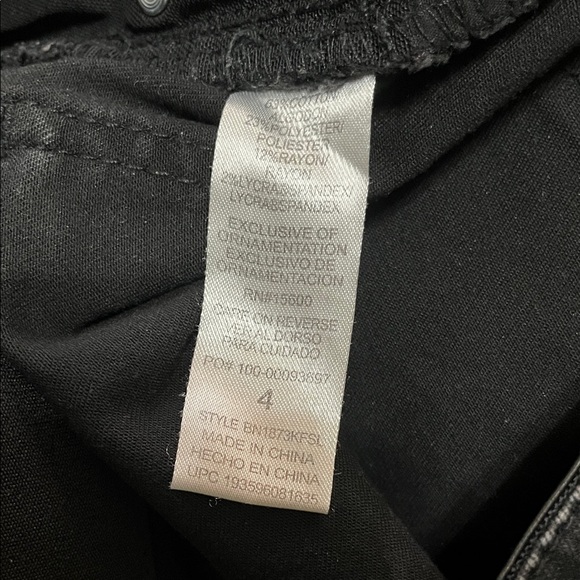 63%COTTON/
ALGODON
23%POLYESTER/
POLIESTER
12%RAYON/
RAYON
2%LYCRA®SPANDEX/
LYCRA®SPANDEX
EXCLUSIVE OF
ORNAMENTATION
EXCLUSIVO DE
ORNAMENTACION
RN#15600
CARE ON REVERSE
VER AL DORSO
PARA CUIDADO
PO# 100-00093697
4
STYLE BN1873KFSL
MADE IN CHINA
HECHO EN CHINA
UPC 193596081635